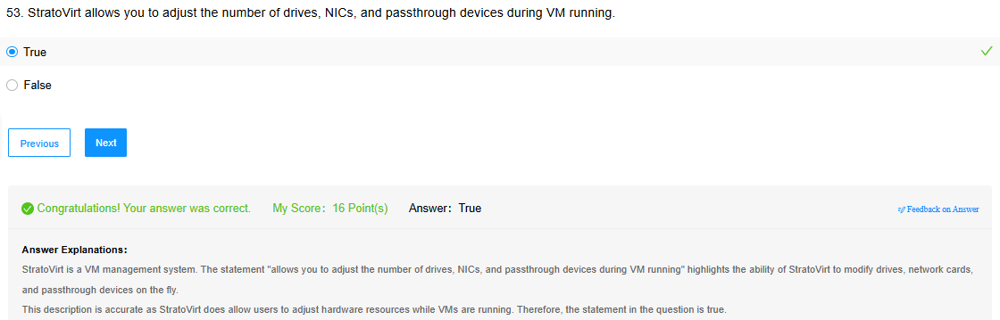 53. StratoVirt allows you to adjust the number of drives, NICs, and passthrough devices during VM running.
True
False
Previous Next
Congratulations! Your answer was correct. My Score: 16 Point(s) Answer: True Feedback on Answer
Answer Explanations:
StratoVirt is a VM management system. The statement "allows you to adjust the number of drives, NICs, and passthrough devices during VM running" highlights the ability of StratoVirt to modify drives, network cards,
and passthrough devices on the fly.
This description is accurate as StratoVirt does allow users to adjust hardware resources while VMs are running. Therefore, the statement in the question is true.